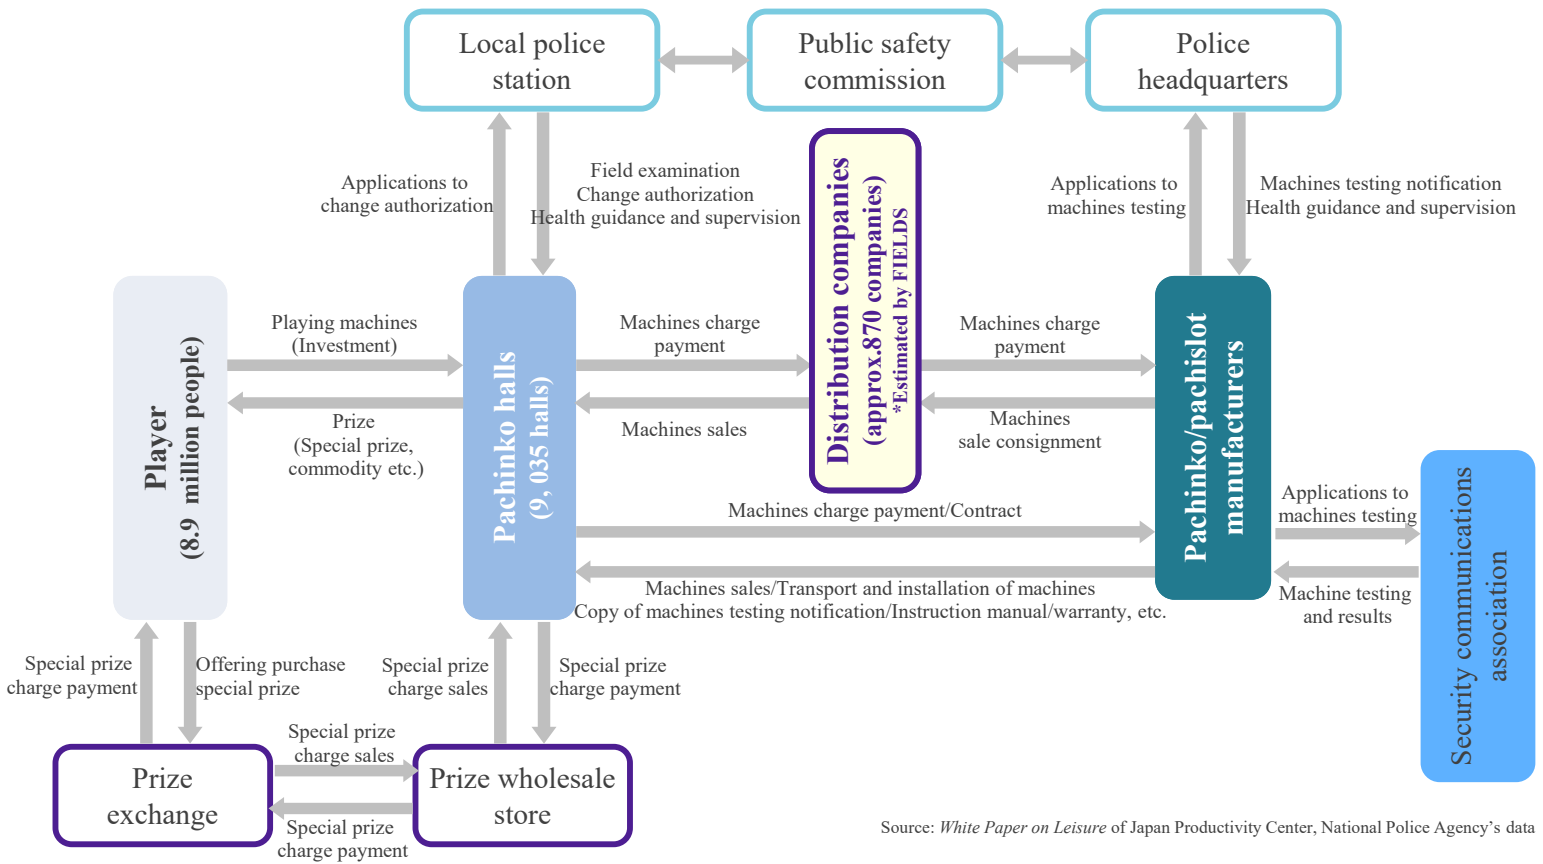 Local police
station
Public safety
commission
Police
headquarters
Applications to
change authorization
Field examination
Change authorization
Health guidance and supervision
Applications to
machines testing
Machines testing notification
Health guidance and supervision
Distribution companies
(approx.870 companies)
*Estimated by FIELDS
Player
(8.9 million people)
Playing machines
(Investment)
Prize
(Special prize,
commodity etc.)
Pachinko halls
(9, 035 halls)
Machines charge
payment
Machines sales
Machines charge
payment
Machines
sale consignment
Pachinko/pachislot
manufacturers
Machines charge payment/Contract
Machines sales/Transport and installation of machines
Copy of machines testing notification/Instruction manual/warranty, etc.
Applications to
machines testing
Machine testing
and results
Security communications
association
Special prize
charge payment
Offering purchase
special prize
Special prize
charge sales
Special prize
charge payment
Prize
exchange
Special prize
charge sales
Special prize
charge payment
Prize wholesale
store
Source: White Paper on Leisure of Japan Productivity Center, National Police Agency’s data